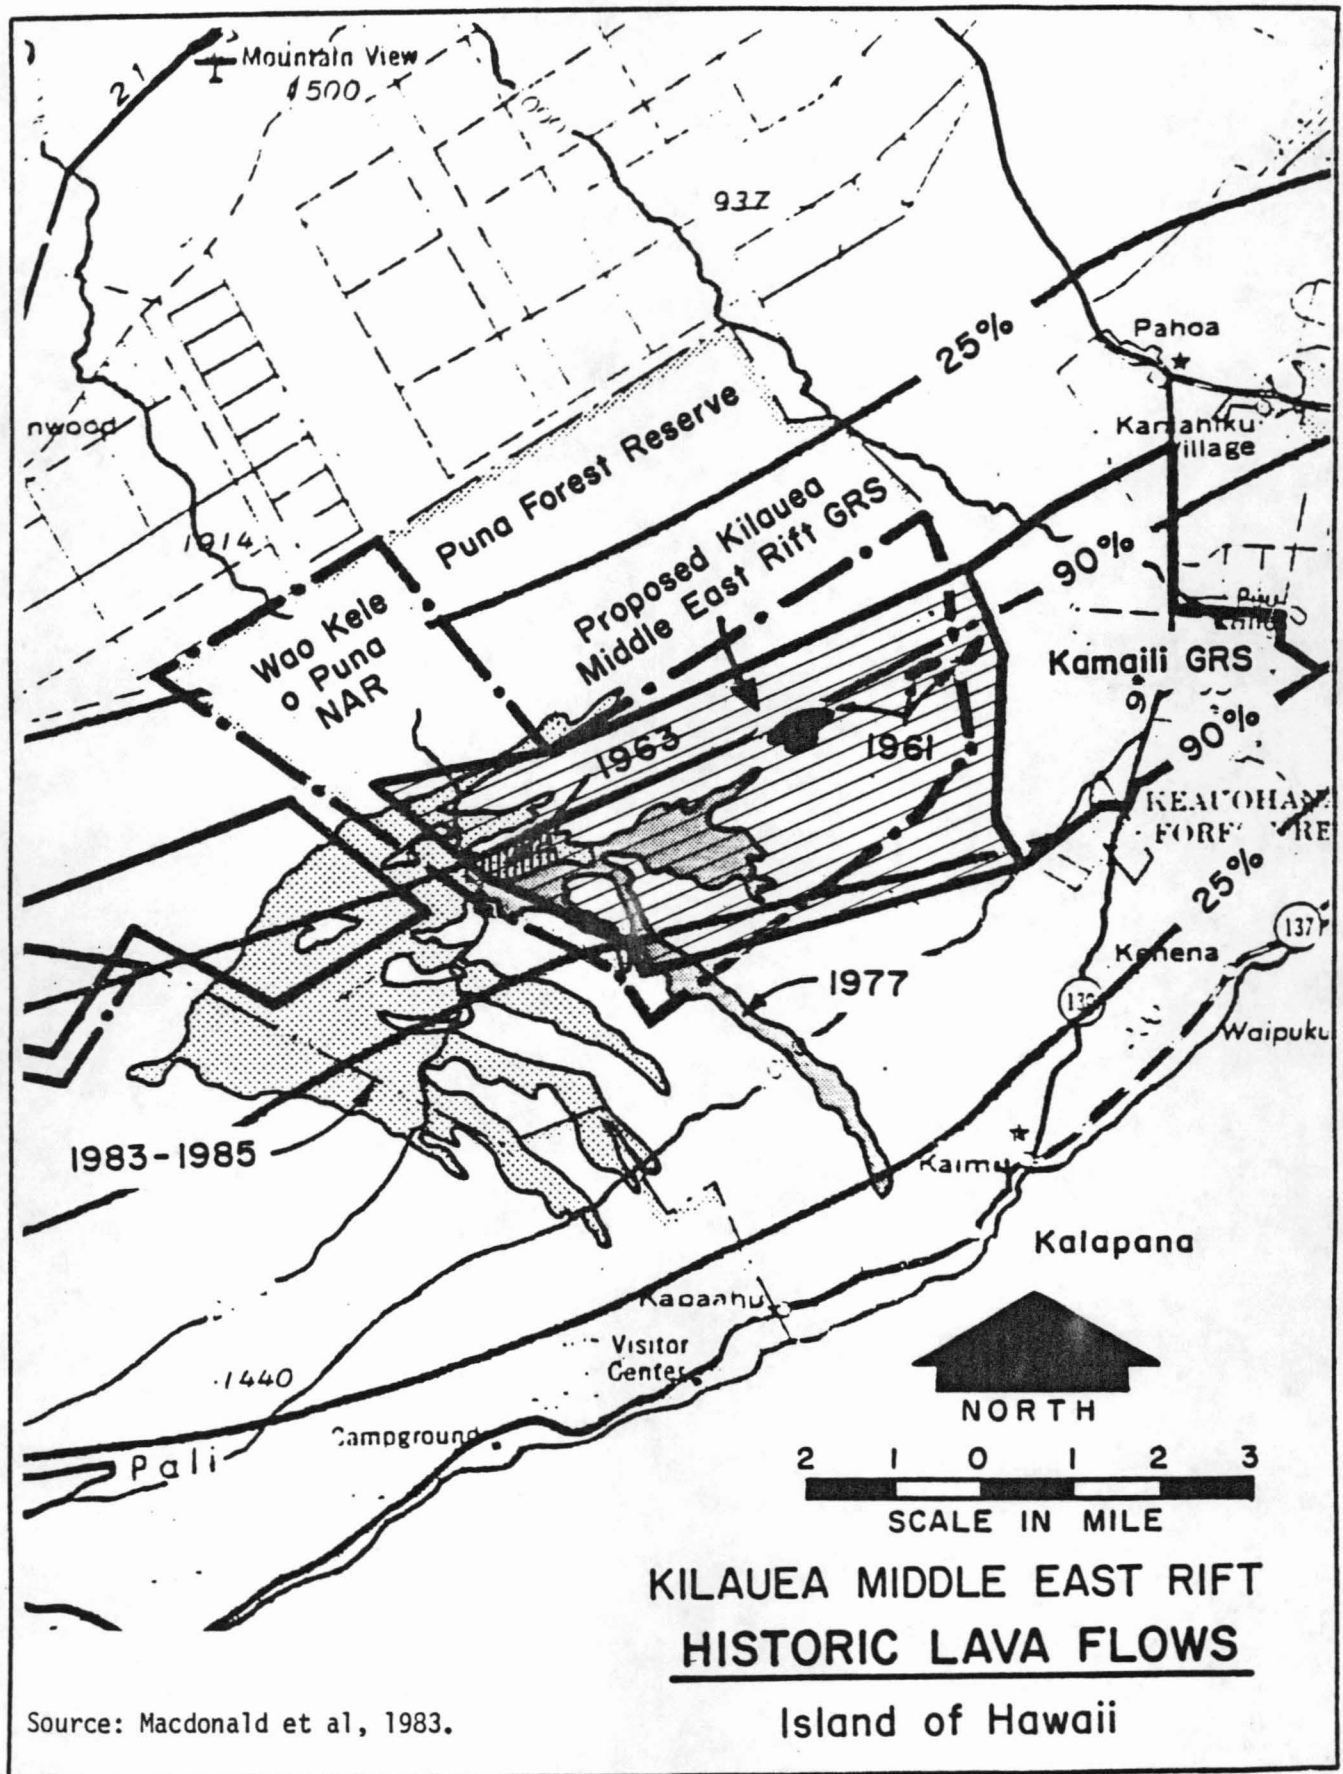 Mountain View
1500
21
937
25%
Pahoa
Puna Forest Reserve
nwood
1914
90%
Proposed Kilauea
Middle East Rift GRS
Wao Kele
o Puna
NAR
Kamaili GRS
1963
1961
90%
25%
137
1977
Kehena
130
Waipuku
1983-1985
Kaimu
Kalapana
Visitor
Center
1440
Campground
Pali
NORTH
2 1 0 1 2 3
SCALE IN MILE
KILAUEA MIDDLE EAST RIFT
HISTORIC LAVA FLOWS
Island of Hawaii
Source: Macdonald et al, 1983.